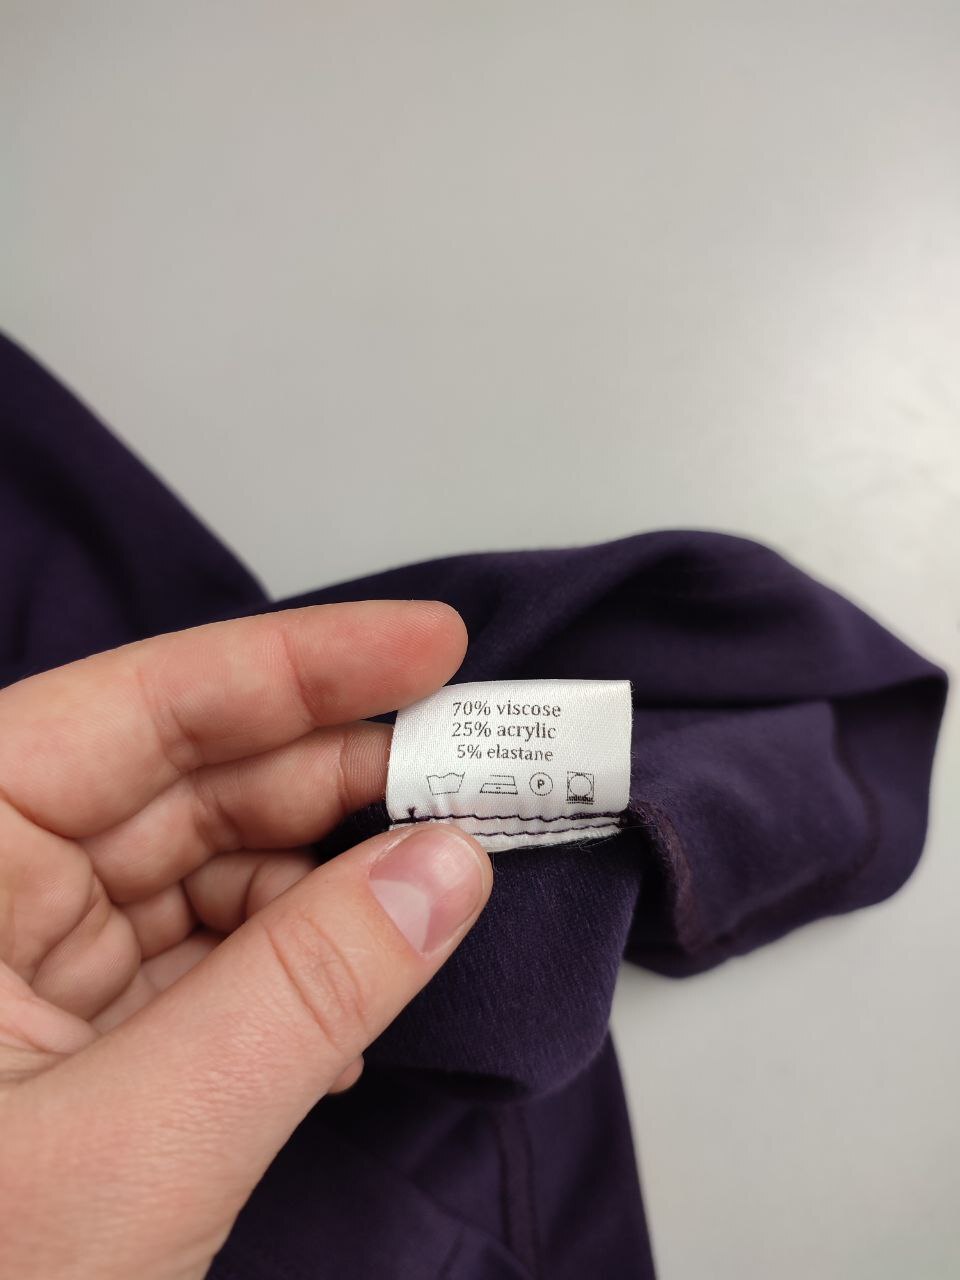 70% viscose
25% acrylic
5% elastane
P